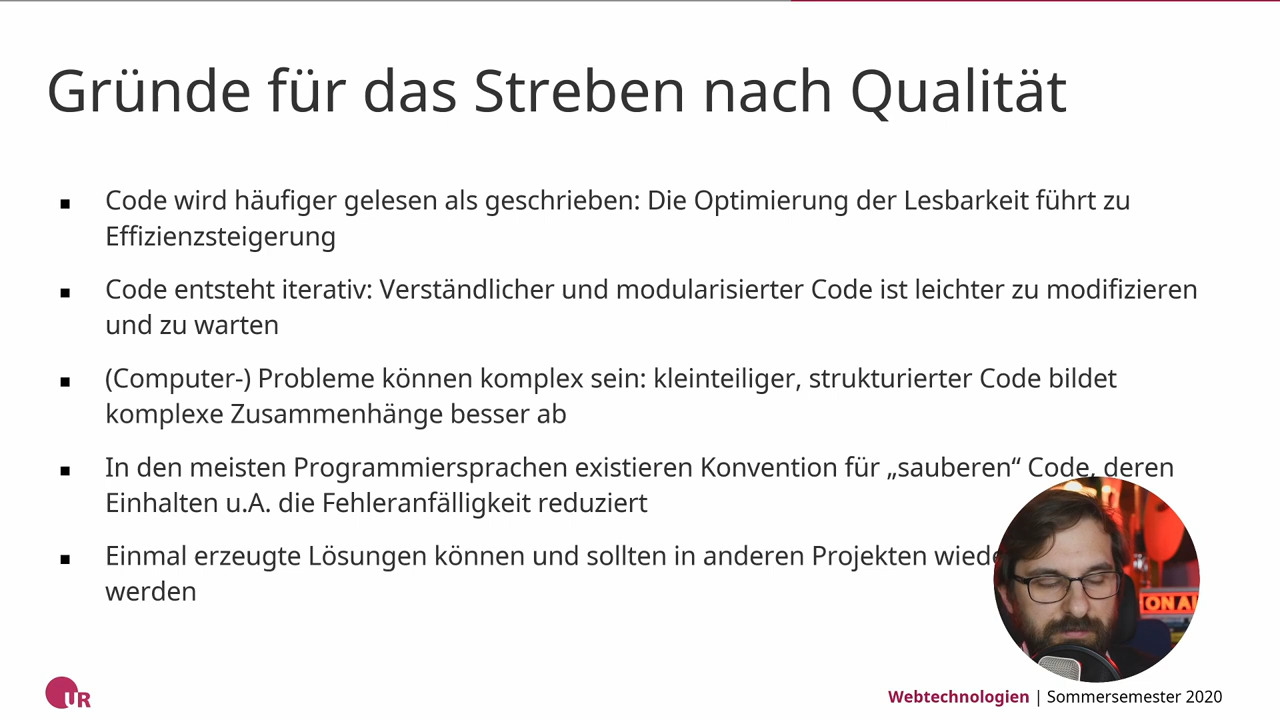 Gründe für das Streben nach Qualität
Code wird häufiger gelesen als geschrieben: Die Optimierung der Lesbarkeit führt zu
Effizienzsteigerung
Code entsteht iterativ: Verständlicher und modularisierter Code ist leichter zu modifizieren
und zu warten
(Computer-) Probleme können komplex sein: kleinteiliger, strukturierter Code bildet
komplexe Zusammenhänge besser ab
In den meisten Programmiersprachen existieren Konvention für „sauberen“ Code, deren
Einhalten u.A. die Fehleranfälligkeit reduziert
Einmal erzeugte Lösungen können und sollten in anderen Projekten
werden
UR
Webtechnologien | Sommersemester 2020